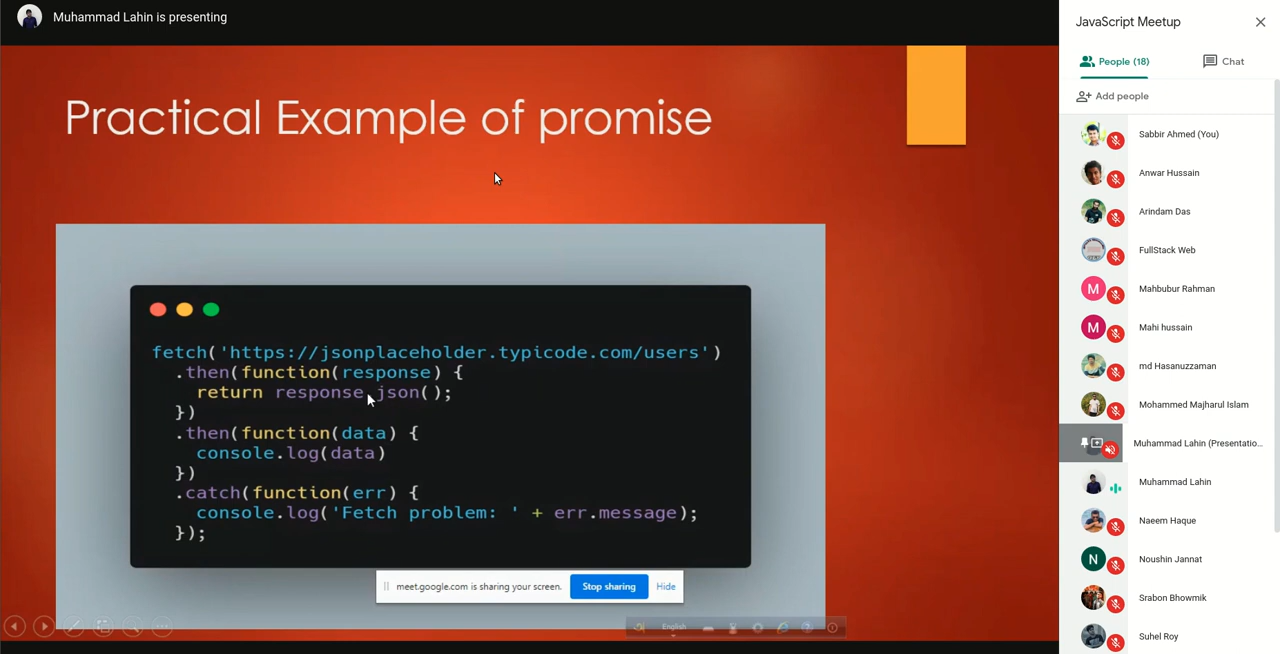 Muhammad Lahin is presenting
JavaScript Meetup
People (18)
Chat
Add people
Practical Example of promise
fetch('https://jsonplaceholder.typicode.com/users')
.then(function(response) {
return response.json();
})
.then(function(data) {
console.log(data)
})
.catch(function(err) {
console.log('Fetch problem: ' + err.message);
});
meet.google.com is sharing your screen.
Stop sharing
Hide
English
Sabbir Ahmed (You)
Anwar Hussain
Arindam Das
FullStack Web
M
Mahbubur Rahman
M
Mahi hussain
md Hasanuzzaman
Mohammed Majharul Islam
Muhammad Lahin (Presentatio...
Muhammad Lahin
Naeem Haque
N
Noushin Jannat
Srabon Bhowmik
Suhel Roy